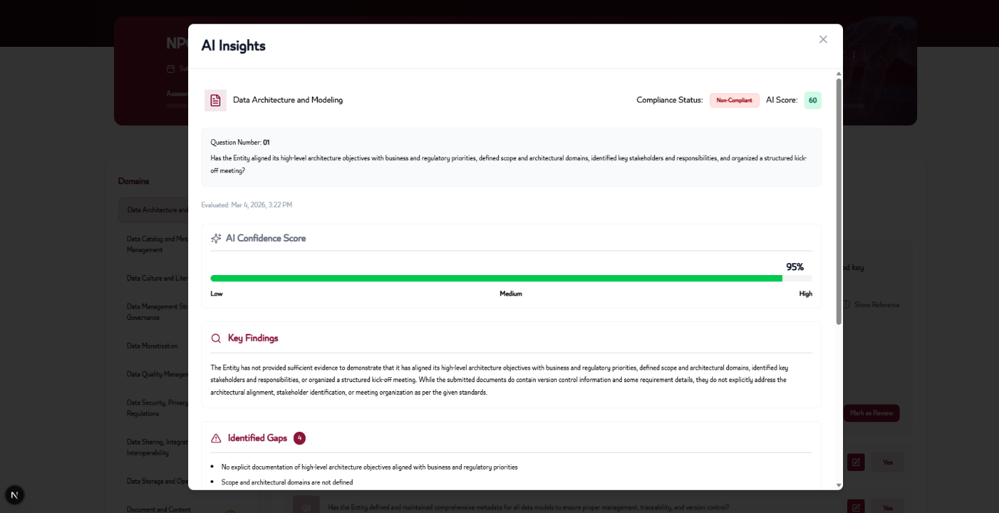 NP
Su
Assessm
AI Insights
Data Architecture and Modeling
Compliance Status: Non-Compliant AI Score: 60
Question Number: 01
Has the Entity aligned its high-level architecture objectives with business and regulatory priorities, defined scope and architectural domains, identified key stakeholders and responsibilities, and organized a structured kick-
off meeting?
Evaluated: Mar 4, 2026, 3:22 PM
AI Confidence Score
95%
Low Medium High
Key Findings
The Entity has not provided sufficient evidence to demonstrate that it has aligned its high-level architecture objectives with business and regulatory priorities, defined scope and architectural domains, identified key
stakeholders and responsibilities, or organized a structured kick-off meeting. While the submitted documents do contain version control information and some requirement details, they do not explicitly address the
architectural alignment, stakeholder identification, or meeting organization as per the given standards.
Identified Gaps 4
No explicit documentation of high-level architecture objectives aligned with business and regulatory priorities
Scope and architectural domains are not defined
Domains
Data Architecture and
Data Catalog and Met
Management
Data Culture and Liter
Data Management Str
Governance
Data Monetization
Data Quality Managem
Data Security, Privacy
Regulations
Data Sharing, Integrat
Interoperability
Data Storage and Ope
Document and Content
ed key
Show Reference
Mark as Review
Yes
Has the Entity defined and maintained comprehensive metadata for all data models to ensure proper management, traceability, and version control?
Yes
N